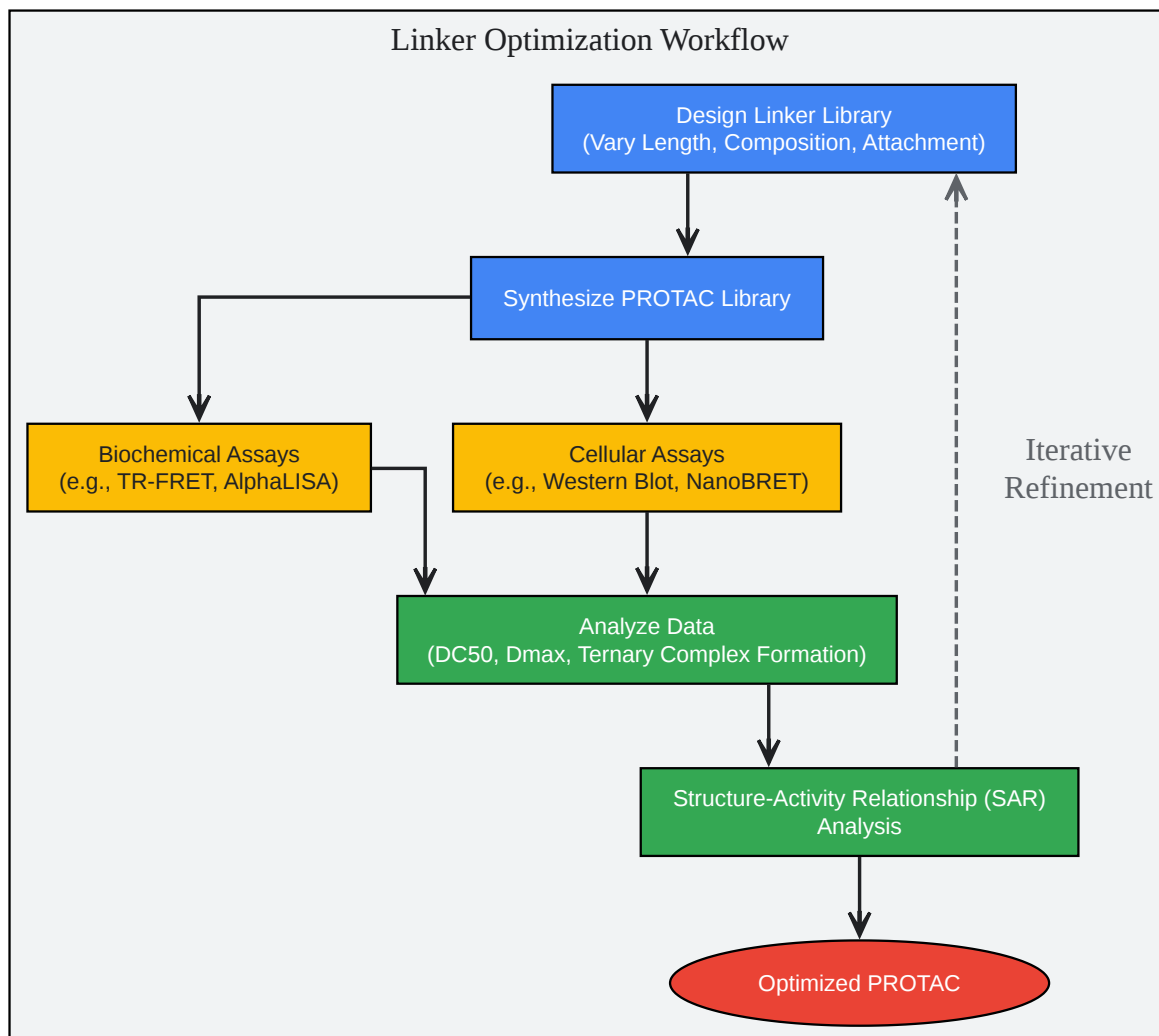 Linker Optimization Workflow
Design Linker Library
(Vary Length, Composition, Attachment)
Synthesize PROTAC Library
Biochemical Assays
(e.g., TR-FRET, AlphaLISA)
Cellular Assays
(e.g., Western Blot, NanoBRET)
Iterative
Refinement
Analyze Data
(DC50, Dmax, Ternary Complex Formation)
Structure-Activity Relationship (SAR)
Analysis
Optimized PROTAC